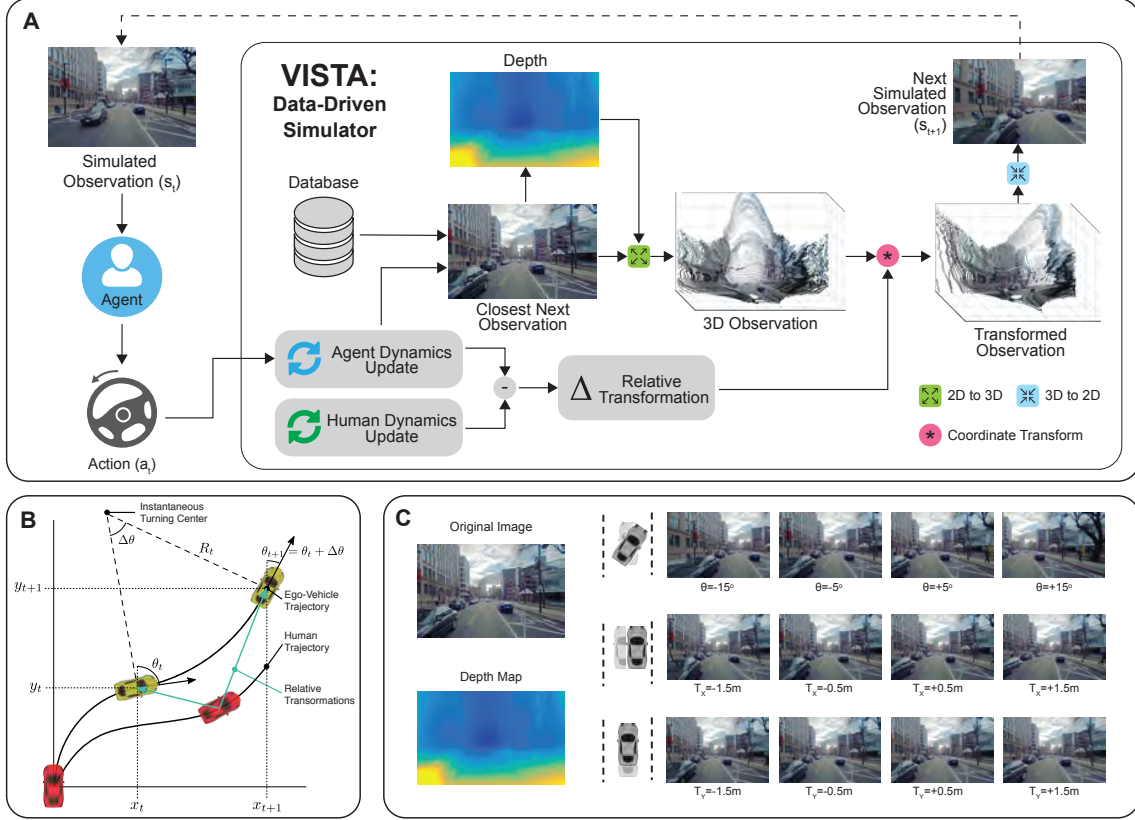 A
VISTA:
Data-Driven
Simulator
Depth
Next
Simulated
Observation
(s_{t+1})
Simulated
Observation (s_t)
Database
Agent
Closest Next
Observation
3D Observation
Transformed
Observation
Agent Dynamics
Update
-
Δ
Relative
Transformation
Human Dynamics
Update
2D to 3D
3D to 2D
* Coordinate Transform
*
Action (a_t)
B
Instantaneous
Turning Center
Δθ
R_t
θ_{t+1} = θ_t + Δθ
y_{t+1}
Ego-Vehicle
Trajectory
Human
Trajectory
θ_t
y_t
Relative
Transormations
x_t
x_{t+1}
C
Original Image
Depth Map
θ=-15° θ=-5° θ=+5° θ=+15°
T_X=-1.5m T_X=-0.5m T_X=+0.5m T_X=+1.5m
T_Y=-1.5m T_Y=-0.5m T_Y=+0.5m T_Y=+1.5m